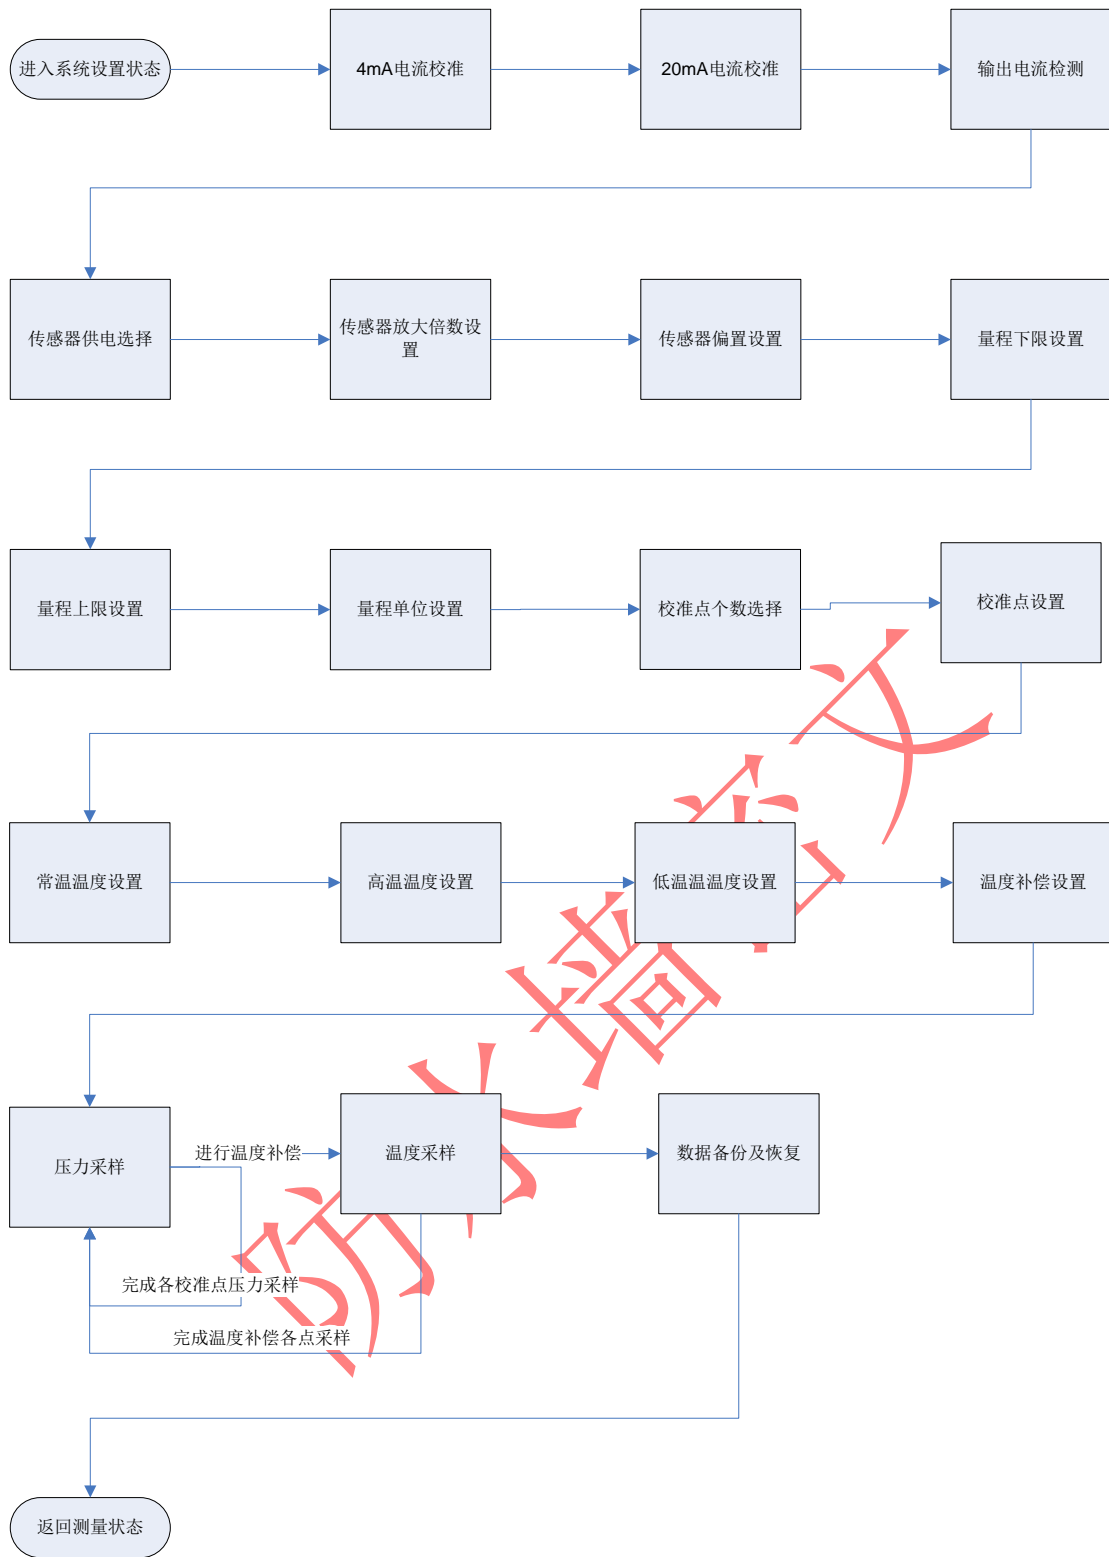 进入系统设置状态
4mA电流校准
20mA电流校准
输出电流检测
传感器供电选择
传感器放大倍数设
置
传感器偏置设置
量程下限设置
量程上限设置
量程单位设置
校准点个数选择
校准点设置
常温温度设置
高温温度设置
低温温温度设置
温度补偿设置
压力采样
进行温度补偿
温度采样
数据备份及恢复
完成各校准点压力采样
完成温度补偿各点采样
返回测量状态
防火墙密文